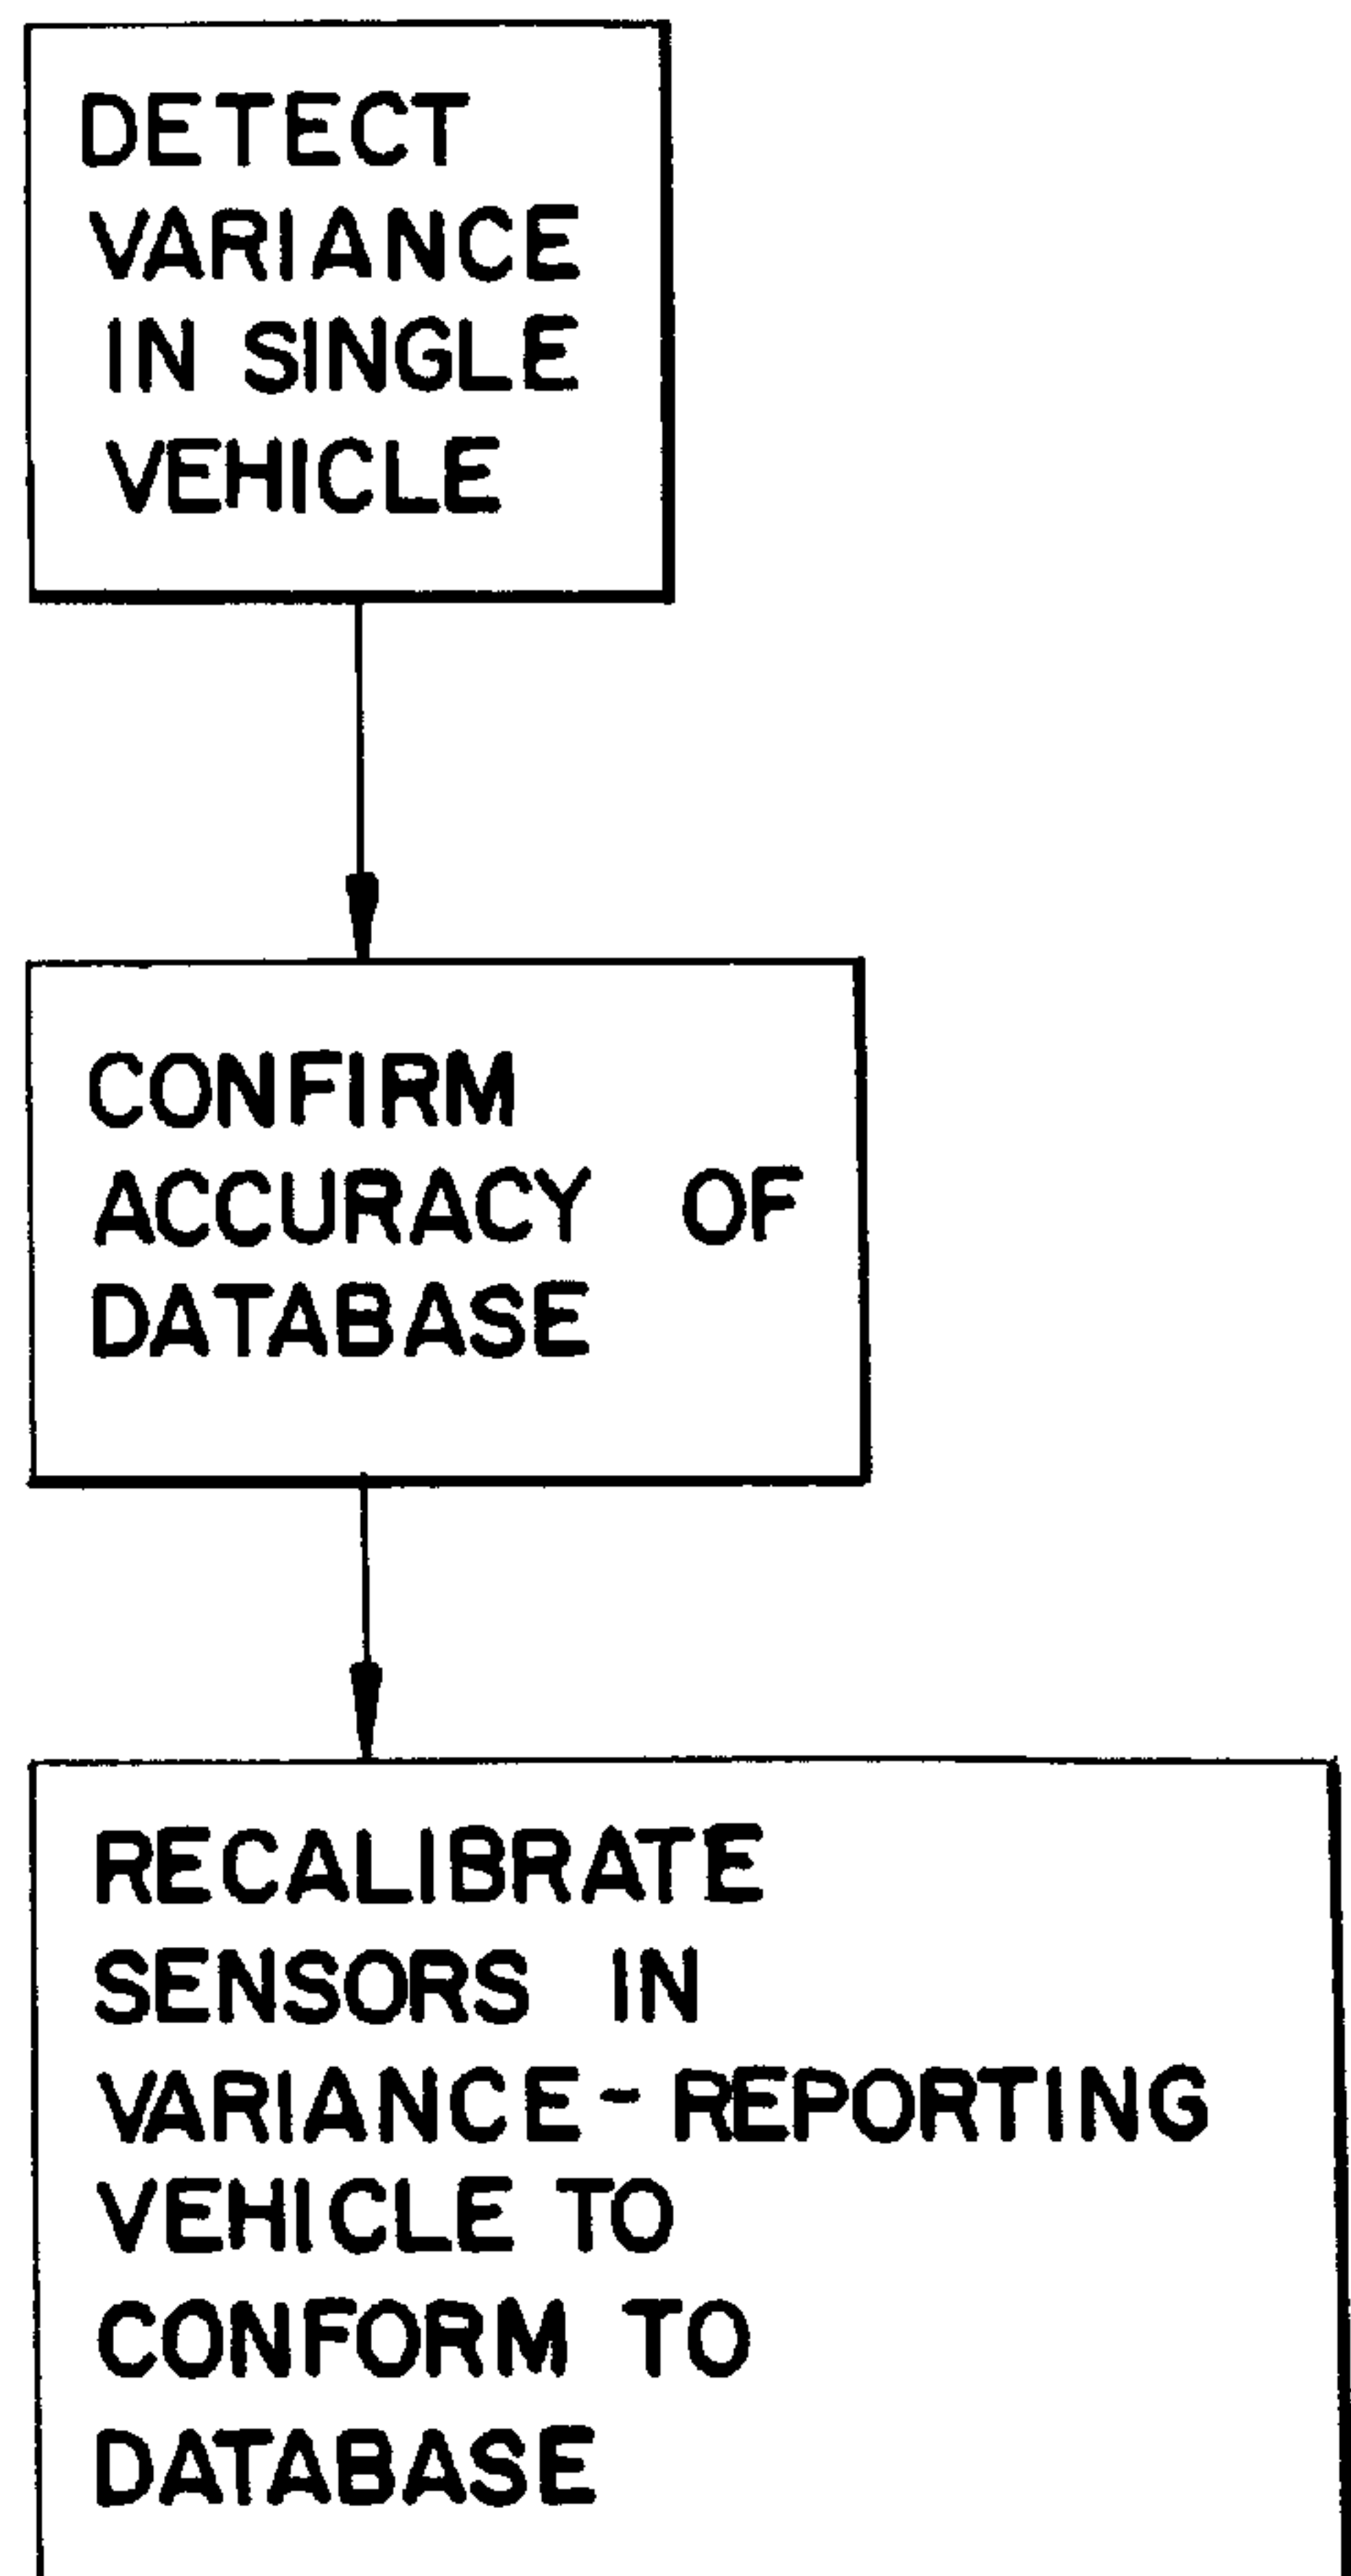 DETECT
VARIANCE
IN SINGLE
VEHICLE
CONFIRM
ACCURACY OF
DATABASE
RECALIBRATE
SENSORS IN
VARIANCE-REPORTING
VEHICLE TO
CONFORM TO
DATABASE